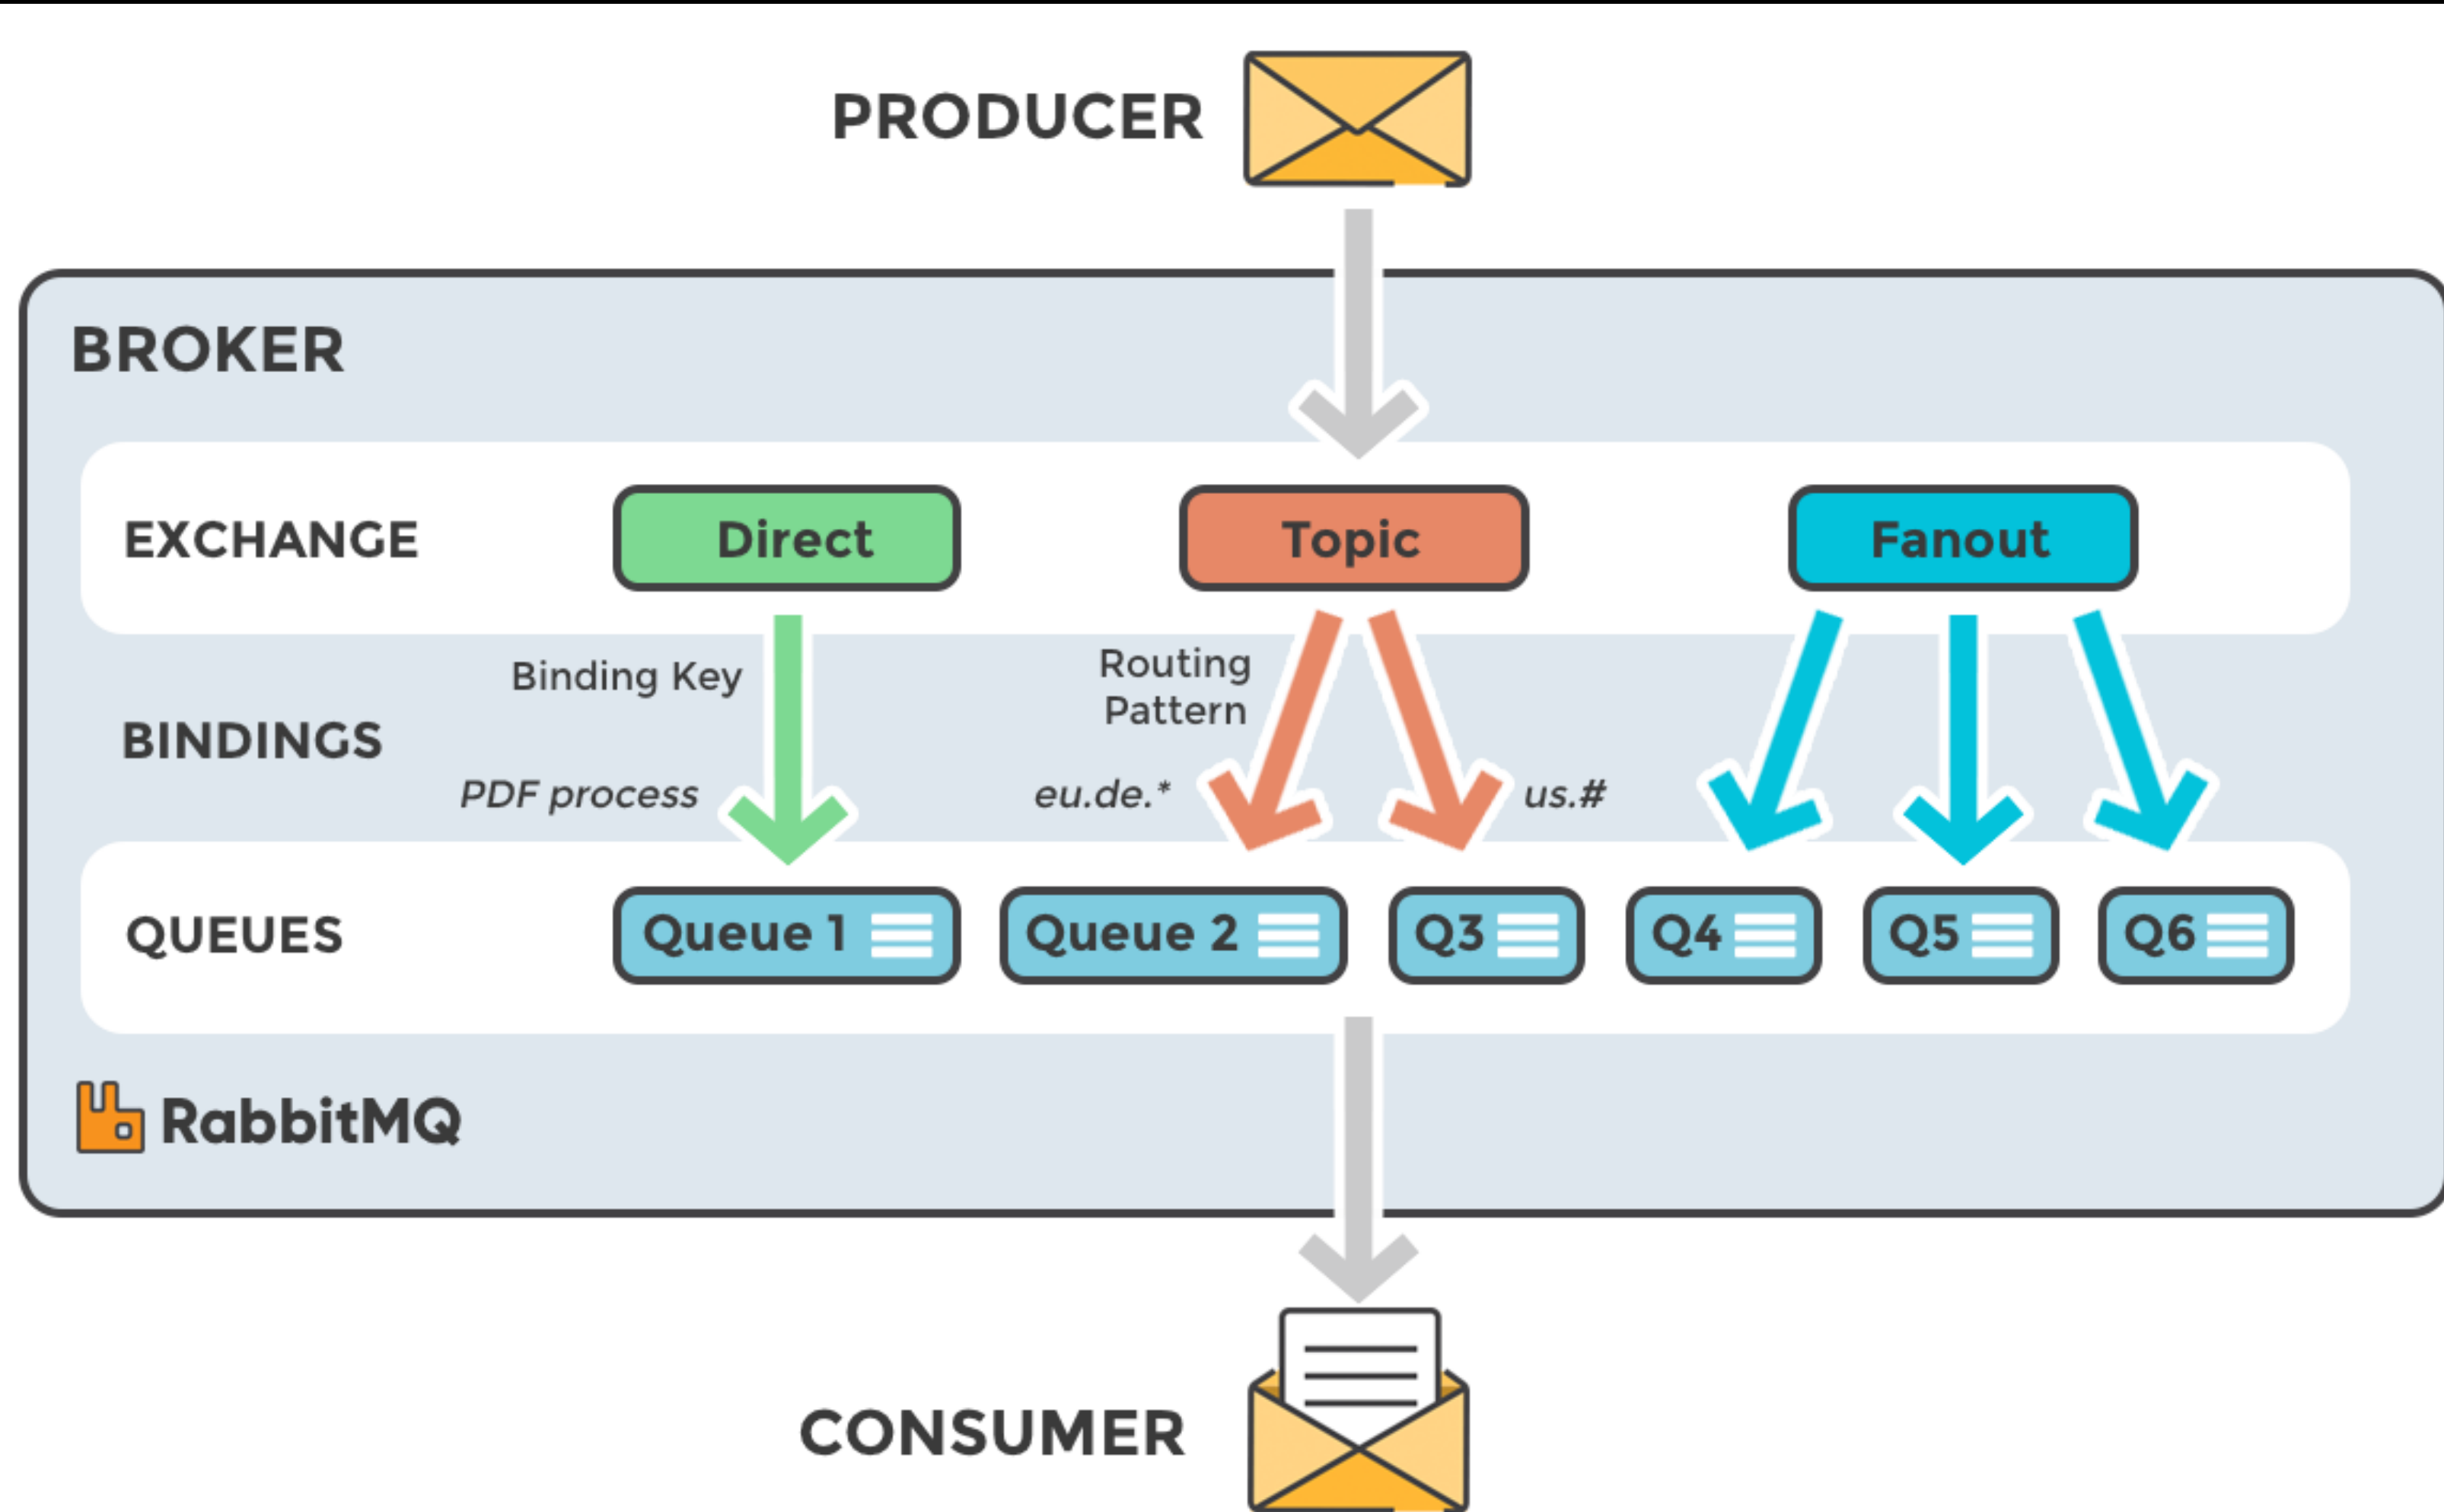 PRODUCER
BROKER
EXCHANGE
Direct
Topic
Fanout
Binding Key
Routing
Pattern
BINDINGS
PDF process
eu.de.*
us.#
QUEUES
Queue 1
Queue 2
Q3
Q4
Q5
Q6
RabbitMQ
CONSUMER